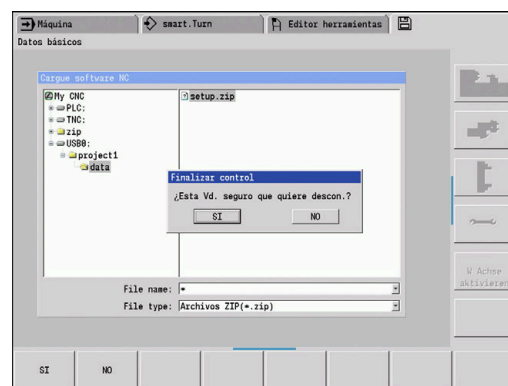 Máquina
smart.Turn
Editor herramientas
Datos básicos
Cargue software NC
My CNC
PLC:
TNC:
zip
USB0:
project1
data
setup.zip
Finalizar control
¿Esta Vd. seguro que quiere descon.?
SI
NO
File name: *
File type: Archivos ZIP(*.zip)
W Achse
aktivieren
SI
NO